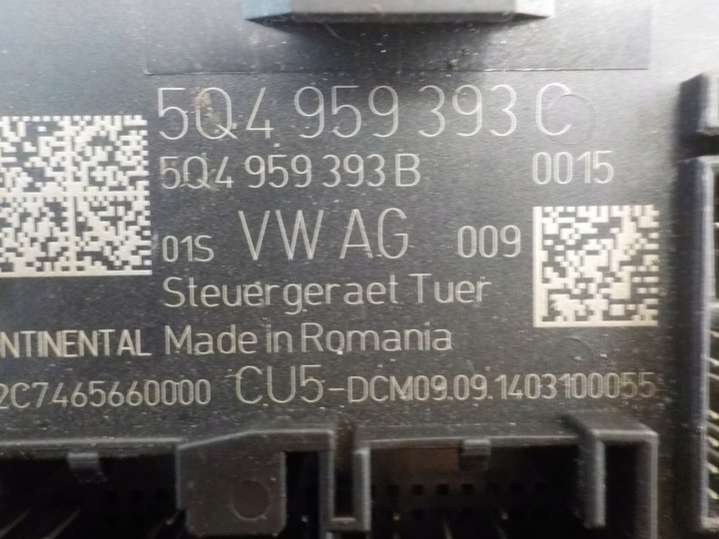 5Q4 959 393 C
5Q4 959 393 B 0015
01S VW AG 009
Steuergeraet Tuer
ONTINENTAL Made in Romania
2C7465660000 CU5-DCM09.09.1403100055